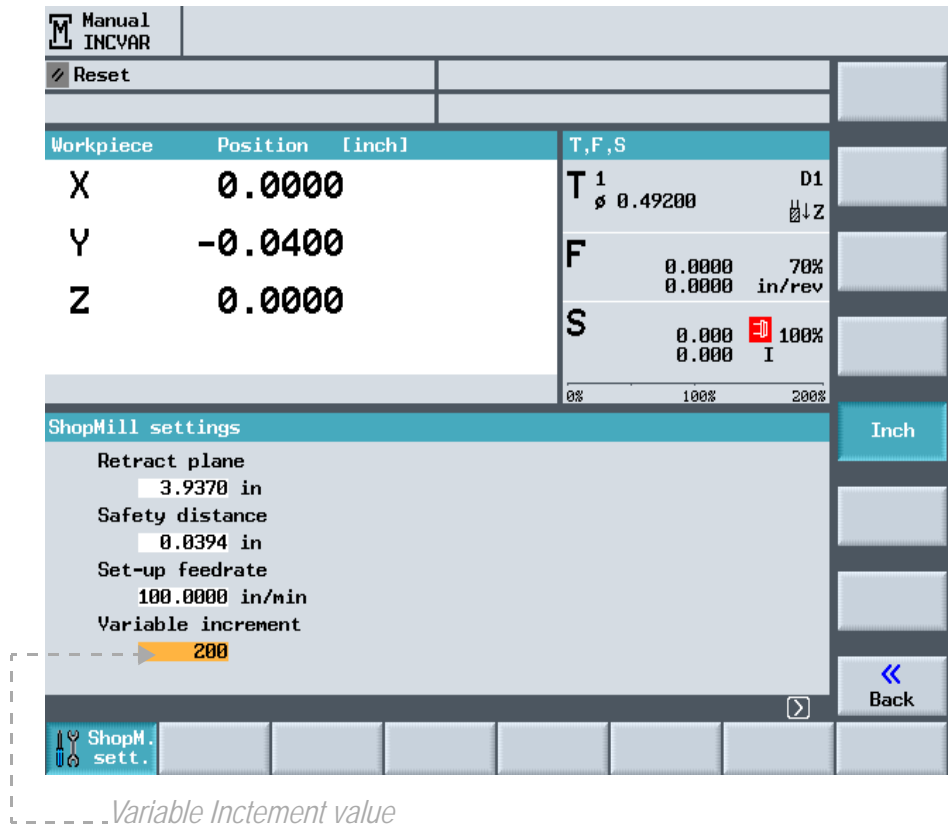 Manual
INCVAR
Reset
Workpiece Position [inch]
X 0.0000
Y -0.0400
Z 0.0000
T,F,S
T 1 D1
ø 0.49200 ↓Z
F 0.0000 70%
0.0000 in/rev
S 0.000 100%
0.000 I
0% 100% 200%
ShopMill settings
Retract plane
3.9370 in
Safety distance
0.0394 in
Set-up feedrate
100.0000 in/min
Variable increment
200
Inch
«
Back
ShopM.
sett.
Variable Inctement value